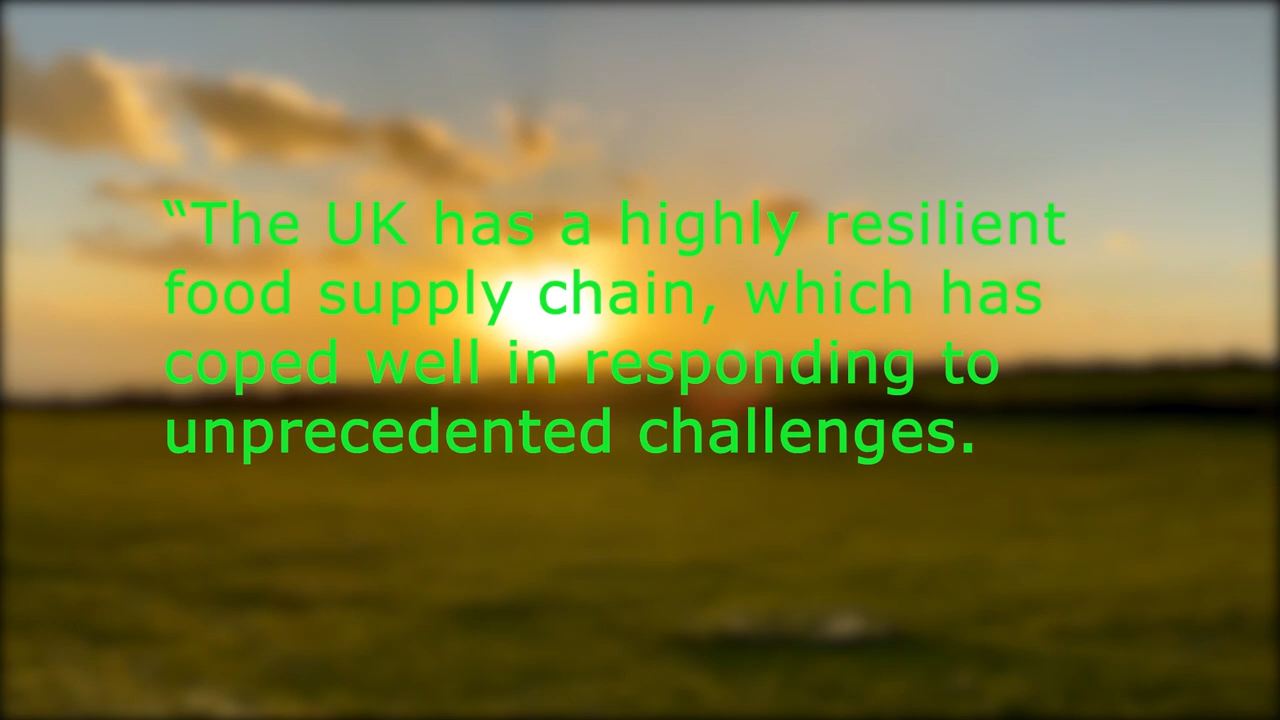 “The UK has a highly resilient
food supply chain, which has
coped well in responding to
unprecedented challenges.